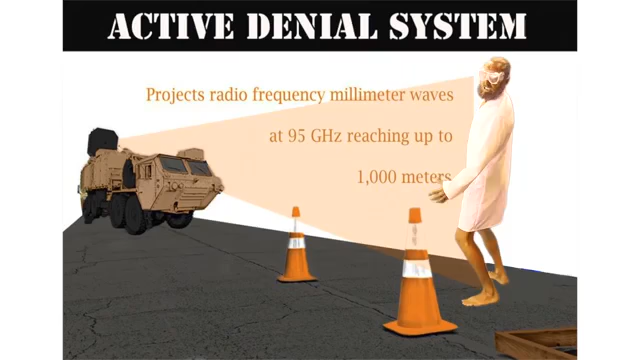 ACTIVE DENIAL SYSTEM
Projects radio frequency millimeter waves
at 95 GHz reaching up to
1,000 meters.